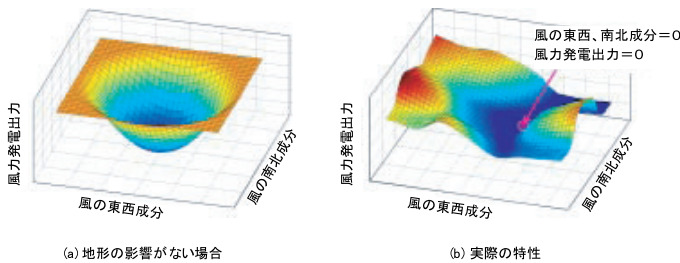 風の東西、南北成分=0
風力発電出力=0
風力発電出力
風の東西成分
風の南北成分
風力発電出力
風の東西成分
風の南北成分
(a) 地形の影響がない場合
(b) 実際の特性